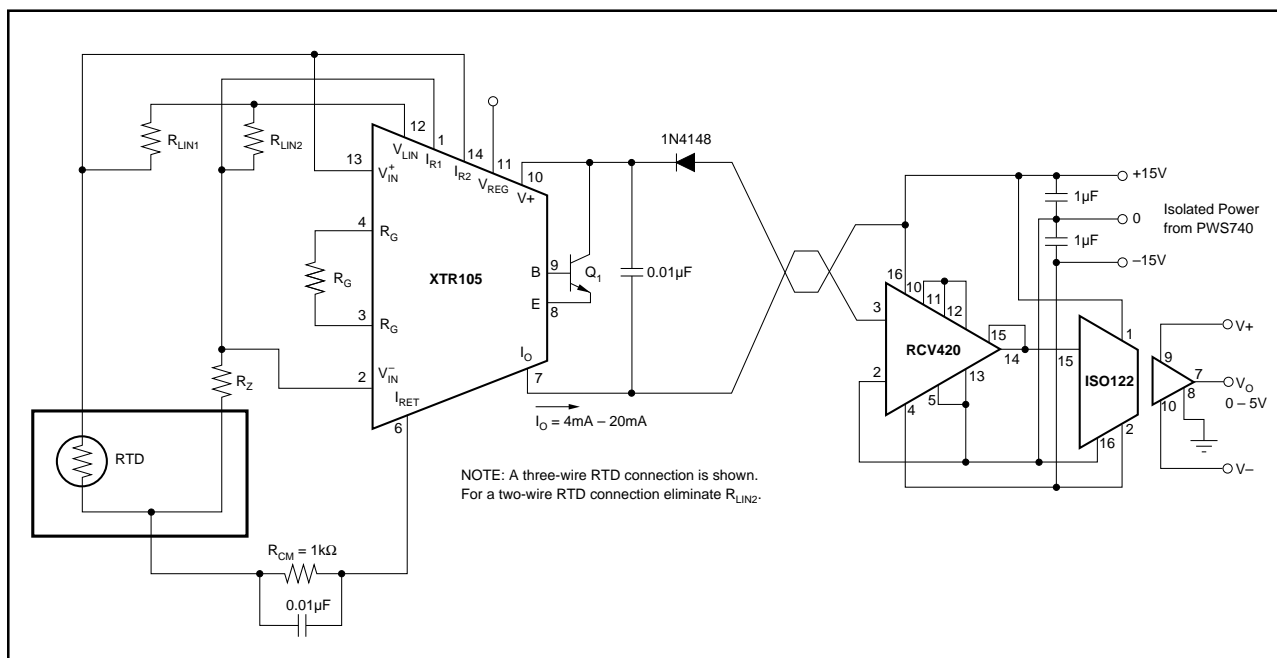 12
1
14
11
10
V_LIN
I_R1
I_R2
V_REG
V+
R_LIN1
R_LIN2
13
V_IN^+
4
R_G
R_G
3
R_G
XTR105
B
9
E
8
Q_1
I_O
7
2
V_IN^–
I_RET
6
R_Z
RTD
R_CM = 1kΩ
0.01µF
1N4148
0.01µF
I_O = 4mA – 20mA
NOTE: A three-wire RTD connection is shown.
For a two-wire RTD connection eliminate R_LIN2.
16
10
11
12
3
15
14
RCV420
2
13
5
4
+15V
1µF
0
1µF
–15V
Isolated Power
from PWS740
1
15
ISO122
16
2
9
V+
7
V_O
0 – 5V
8
10
V–